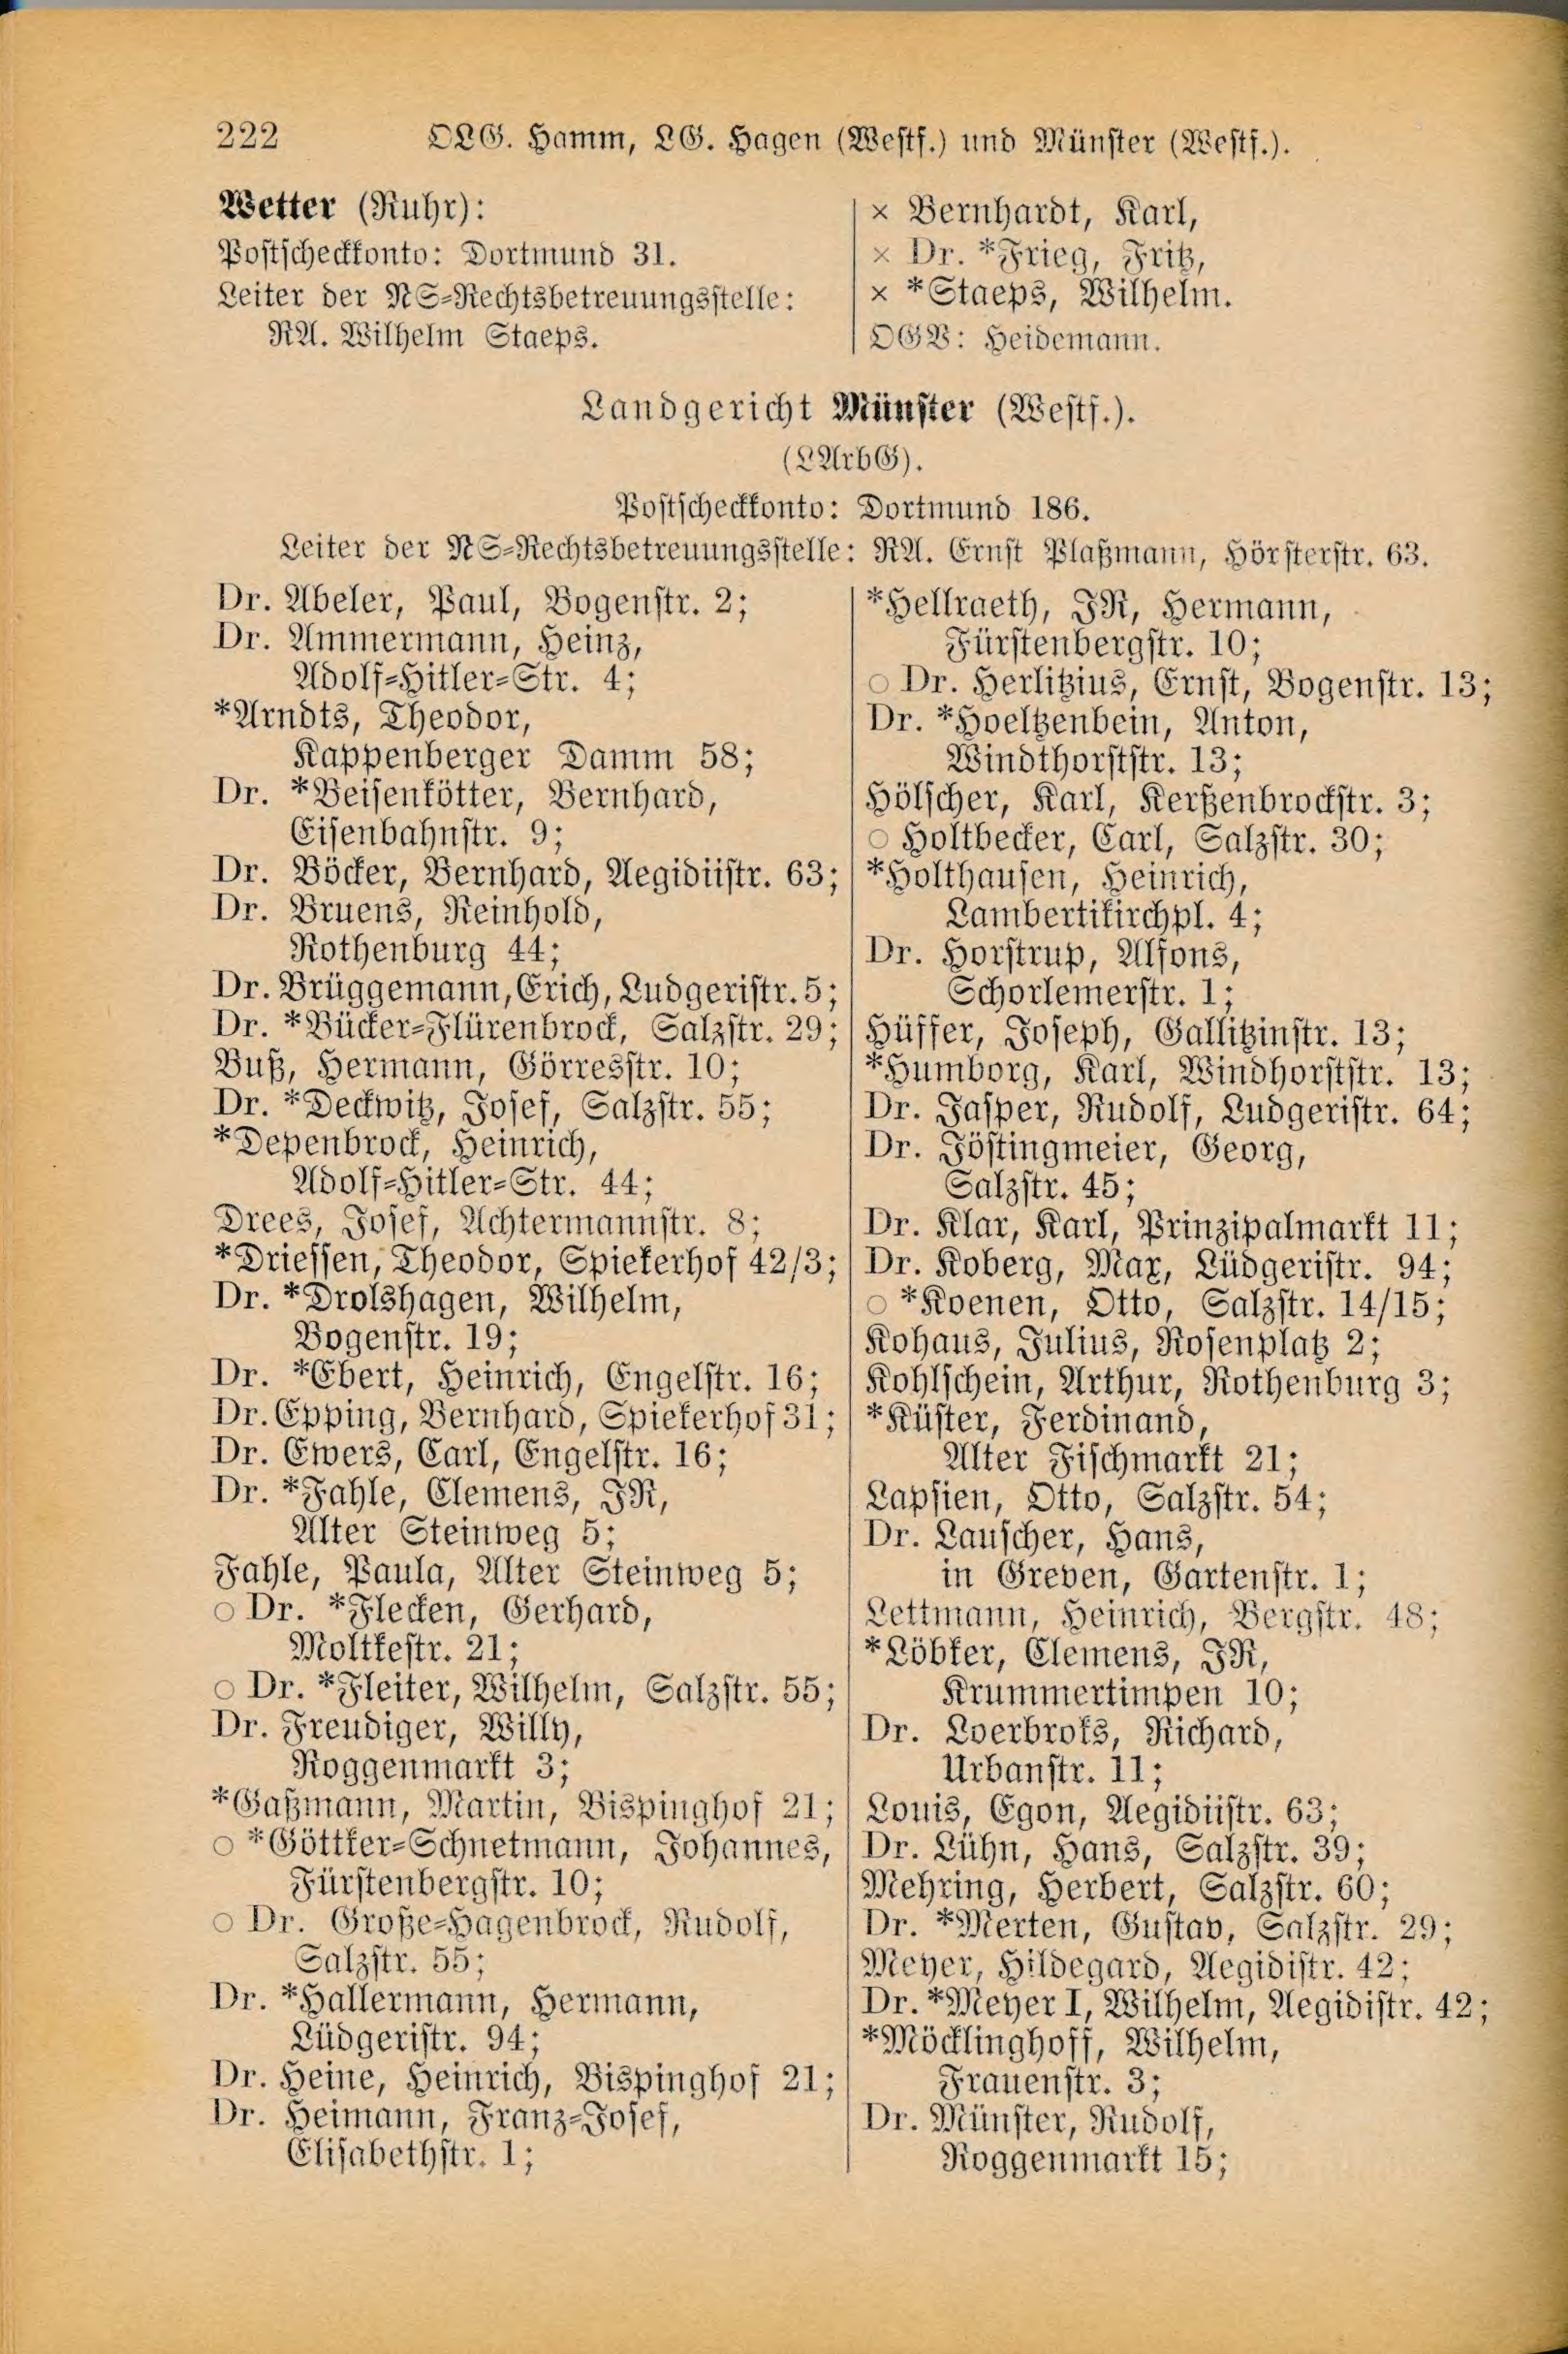 222 OLG. Hamm, LG. Hagen (Westf.) und Münster (Westf.).
Wetter (Ruhr):
Postscheckkonto: Dortmund 31.
Leiter der NS-Rechtsbetreuungsstelle:
RA. Wilhelm Staeps.
× Bernhardt, Karl,
× Dr. *Frieg, Fritz,
× *Staeps, Wilhelm.
OGV: Heidemann.
Landgericht Münster (Westf.).
(LArbG).
Postscheckkonto: Dortmund 186.
Leiter der NS-Rechtsbetreuungsstelle: RA. Ernst Plaßmann, Hörsterstr. 63.
Dr. Abeler, Paul, Bogenstr. 2;
Dr. Ammermann, Heinz,
Adolf-Hitler-Str. 4;
*Arndts, Theodor,
Kappenberger Damm 58;
Dr. *Beisenkötter, Bernhard,
Eisenbahnstr. 9;
Dr. Böcker, Bernhard, Aegidiistr. 63;
Dr. Bruens, Reinhold,
Rothenburg 44;
Dr. Brüggemann, Erich, Ludgeristr. 5;
Dr. *Bücker-Flürenbrock, Salzstr. 29;
Buß, Hermann, Görresstr. 10;
Dr. *Deckwitz, Josef, Salzstr. 55;
*Depenbrock, Heinrich,
Adolf-Hitler-Str. 44;
Drees, Josef, Achtermannstr. 8;
*Driessen, Theodor, Spiekerhof 42/3;
Dr. *Drolshagen, Wilhelm,
Bogenstr. 19;
Dr. *Ebert, Heinrich, Engelstr. 16;
Dr. Epping, Bernhard, Spiekerhof 31;
Dr. Ewers, Carl, Engelstr. 16;
Dr. *Fahle, Clemens, JR,
Alter Steinweg 5;
Fahle, Paula, Alter Steinweg 5;
○ Dr. *Flecken, Gerhard,
Moltkestr. 21;
○ Dr. *Fleiter, Wilhelm, Salzstr. 55;
Dr. Freudiger, Willy,
Roggenmarkt 3;
*Gaßmann, Martin, Bispinghof 21;
○ *Göttker-Schnetmann, Johannes,
Fürstenbergstr. 10;
○ Dr. Große-Hagenbrock, Rudolf,
Salzstr. 55;
Dr. *Hallermann, Hermann,
Lüdgeristr. 94;
Dr. Heine, Heinrich, Bispinghof 21;
Dr. Heimann, Franz-Josef,
Elisabethstr. 1;
*Hellraeth, JR, Hermann,
Fürstenbergstr. 10;
○ Dr. Herlitzius, Ernst, Bogenstr. 13;
Dr. *Hoeltzenbein, Anton,
Windthorststr. 13;
Hölscher, Karl, Kerßenbrockstr. 3;
○ Holtbecker, Carl, Salzstr. 30;
*Holthausen, Heinrich,
Lambertikirchpl. 4;
Dr. Horstrup, Alfons,
Schorlemerstr. 1;
Hüffer, Joseph, Gallitzinstr. 13;
*Humborg, Karl, Windhorststr. 13;
Dr. Jasper, Rudolf, Ludgeristr. 64;
Dr. Jöstingmeier, Georg,
Salzstr. 45;
Dr. Klar, Karl, Prinzipalmarkt 11;
Dr. Koberg, Max, Lüdgeristr. 94;
○ *Koenen, Otto, Salzstr. 14/15;
Kohaus, Julius, Rosenplatz 2;
Kohlschein, Arthur, Rothenburg 3;
*Küster, Ferdinand,
Alter Fischmarkt 21;
Lapsien, Otto, Salzstr. 54;
Dr. Lauscher, Hans,
in Greven, Gartenstr. 1;
Lettmann, Heinrich, Bergstr. 48;
*Löbker, Clemens, JR,
Krummertimpen 10;
Dr. Loerbroks, Richard,
Urbanstr. 11;
Louis, Egon, Aegidiistr. 63;
Dr. Lühn, Hans, Salzstr. 39;
Mehring, Herbert, Salzstr. 60;
Dr. *Merten, Gustav, Salzstr. 29;
Meyer, Hildegard, Aegidistr. 42;
Dr. *Meyer I, Wilhelm, Aegidistr. 42;
*Möcklinghoff, Wilhelm,
Frauenstr. 3;
Dr. Münster, Rudolf,
Roggenmarkt 15;